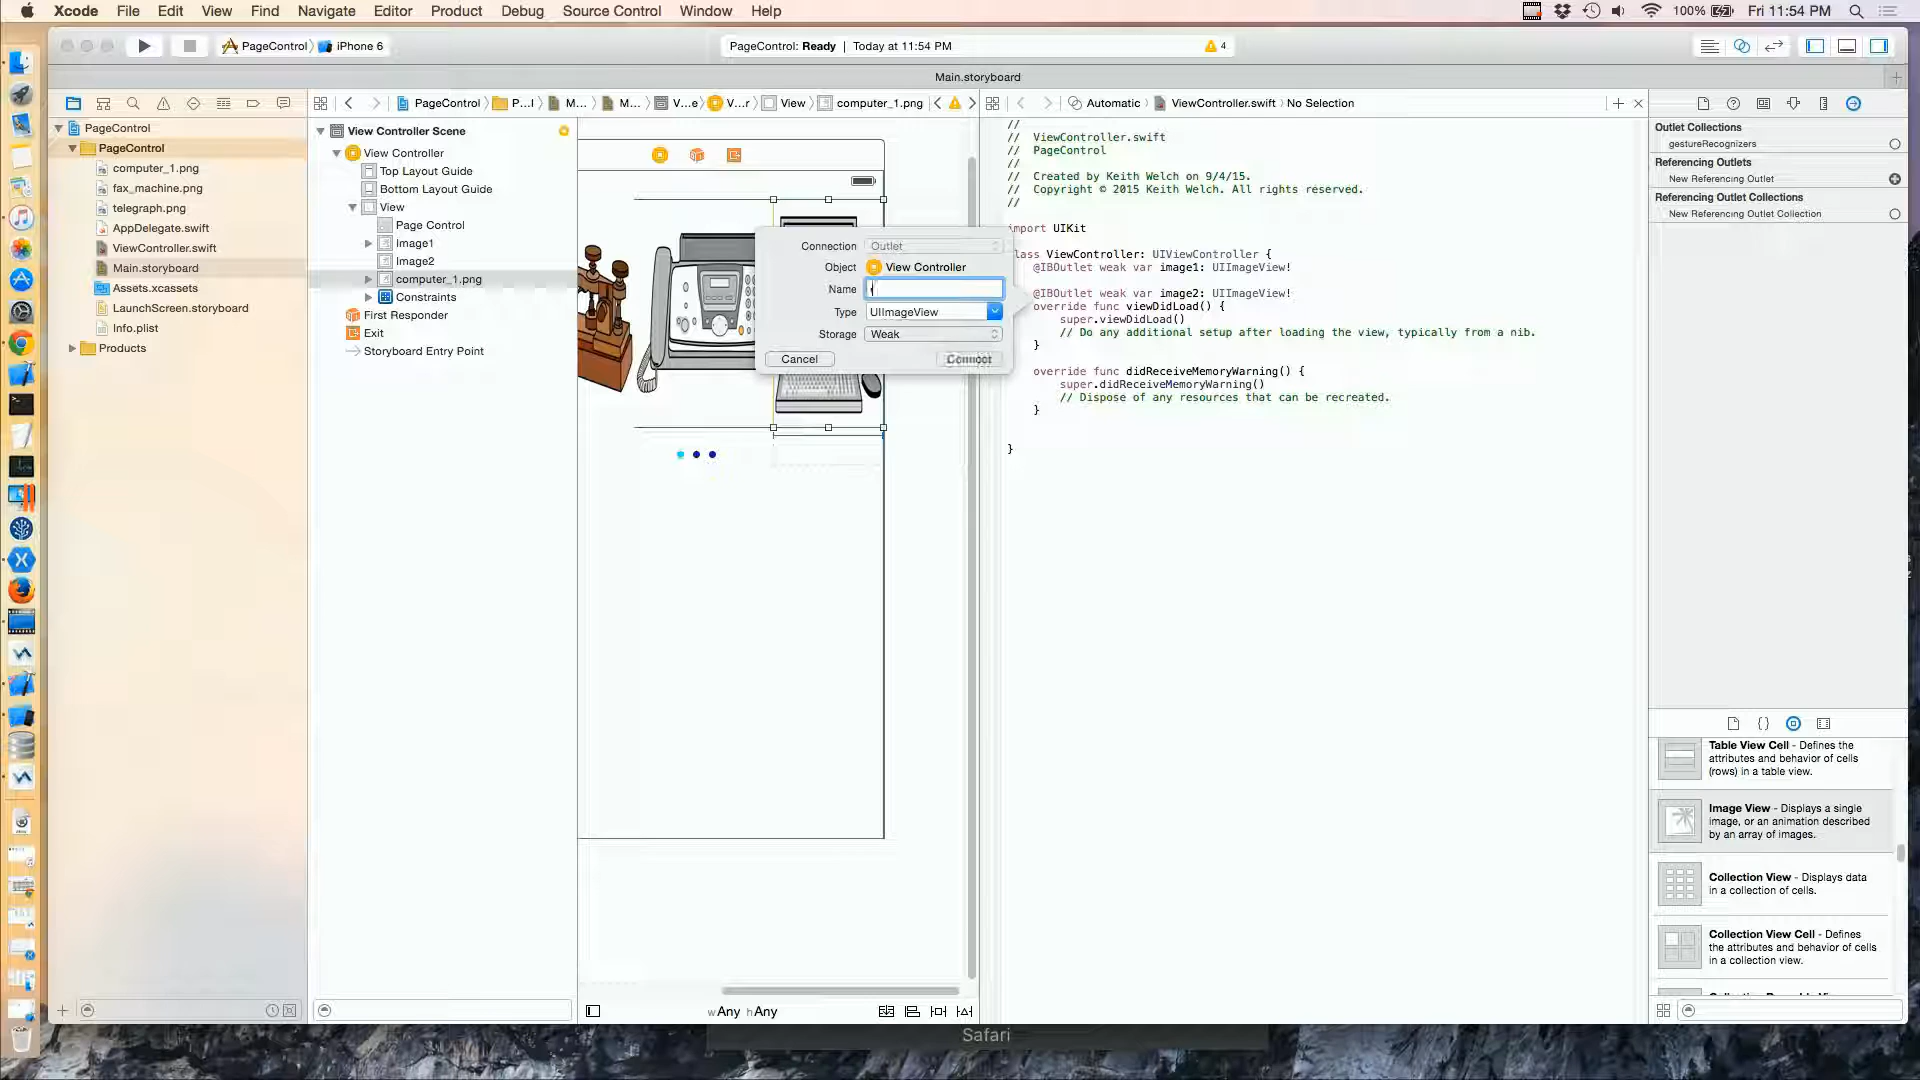 Xcode File Edit View Find Navigate Editor Product Debug Source Control Window Help 100% Fri 11:54 PM
PageControl iPhone 6 PageControl: Ready | Today at 11:54 PM 4
Main.storyboard
PageControl P...l M... M... V...e V...r View computer_1.png Automatic ViewController.swift No Selection
PageControl
PageControl
computer_1.png
fax_machine.png
telegraph.png
AppDelegate.swift
ViewController.swift
Main.storyboard
Assets.xcassets
LaunchScreen.storyboard
Info.plist
Products
View Controller Scene
View Controller
Top Layout Guide
Bottom Layout Guide
View
Page Control
Image1
Image2
computer_1.png
Constraints
First Responder
Exit
Storyboard Entry Point
Connection Outlet
Object View Controller
Name
Type UIImageView
Storage Weak
Cancel Connect
wAny hAny
//
// ViewController.swift
// PageControl
//
// Created by Keith Welch on 9/4/15.
// Copyright © 2015 Keith Welch. All rights reserved.
//
import UIKit
class ViewController: UIViewController {
@IBOutlet weak var image1: UIImageView!
@IBOutlet weak var image2: UIImageView!
override func viewDidLoad() {
super.viewDidLoad()
// Do any additional setup after loading the view, typically from a nib.
}
override func didReceiveMemoryWarning() {
super.didReceiveMemoryWarning()
// Dispose of any resources that can be recreated.
}
}
Outlet Collections
gestureRecognizers
Referencing Outlets
New Referencing Outlet
Referencing Outlet Collections
New Referencing Outlet Collection
Table View Cell - Defines the
attributes and behavior of cells
(rows) in a table view.
Image View - Displays a single
image, or an animation described
by an array of images.
Collection View - Displays data
in a collection of cells.
Collection View Cell - Defines
the attributes and behavior of cells
in a collection view.
Safari